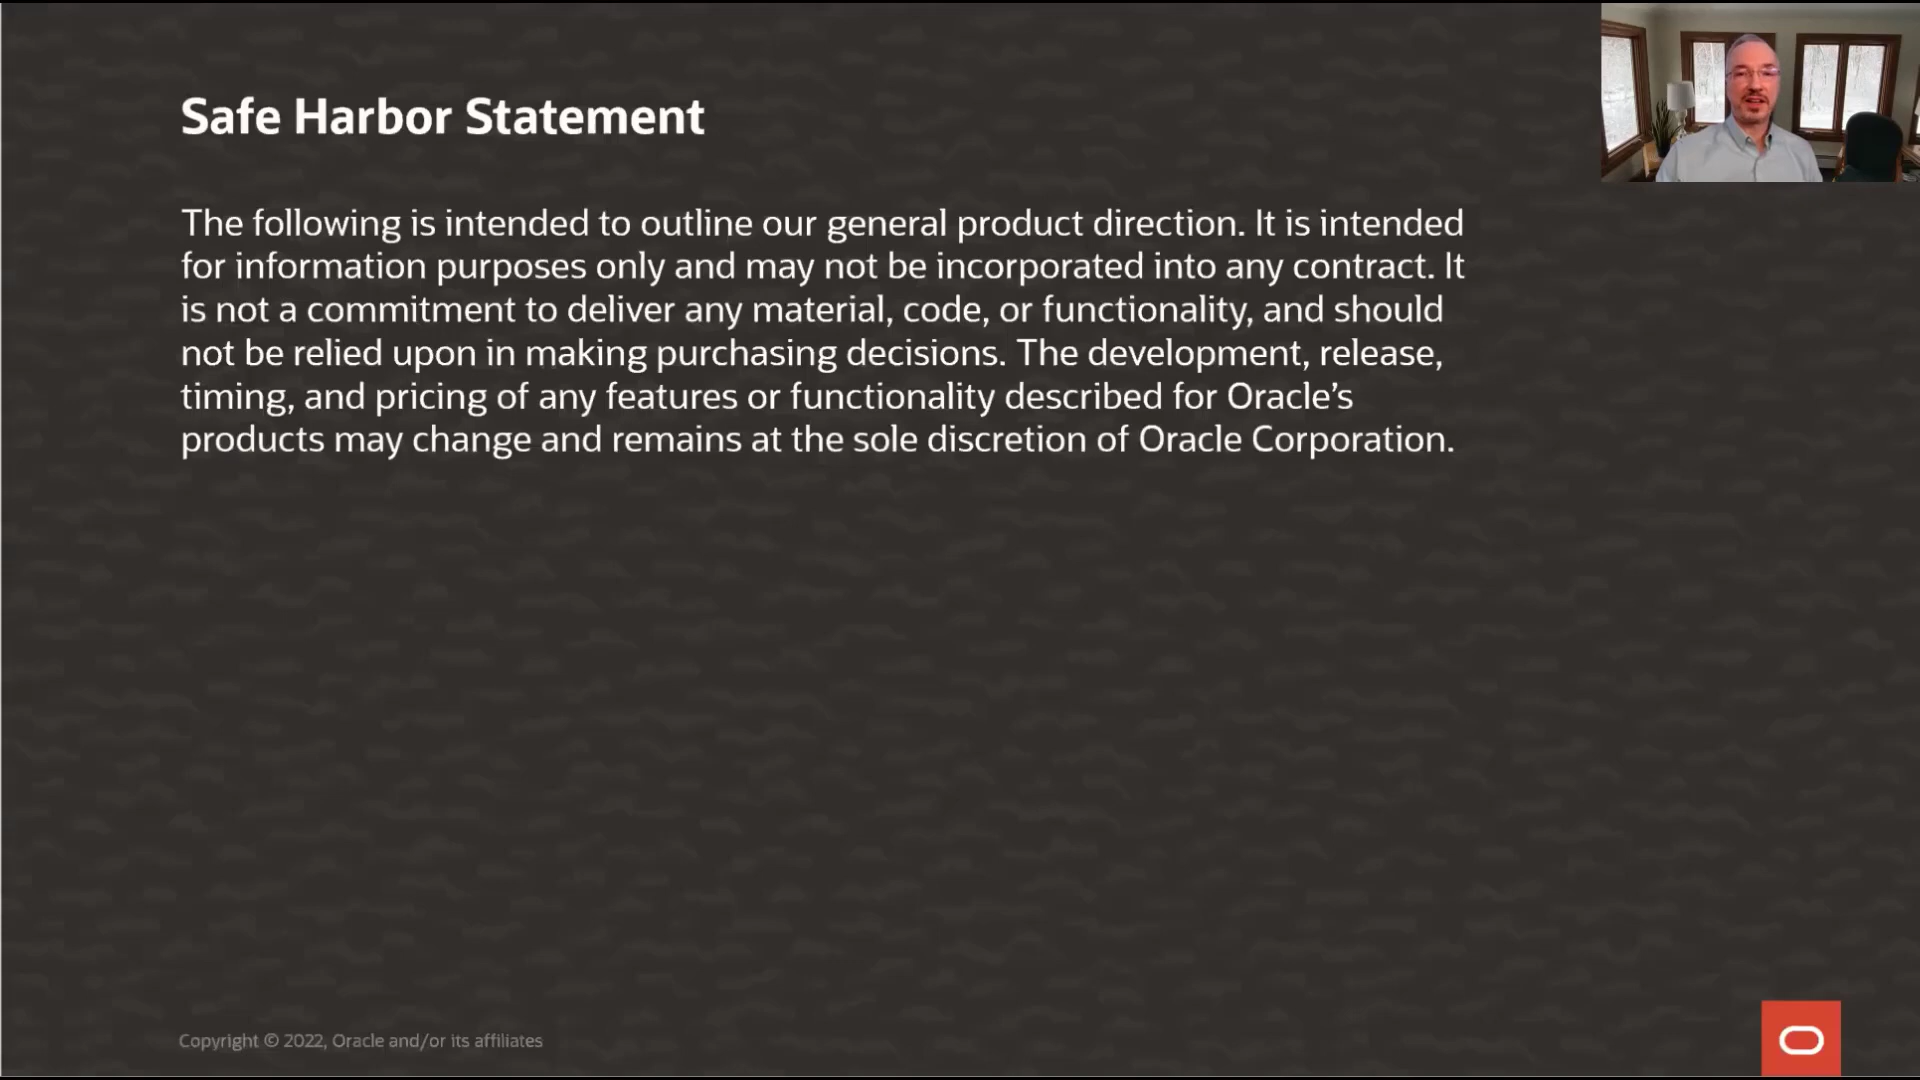 Safe Harbor Statement
The following is intended to outline our general product direction. It is intended
for information purposes only and may not be incorporated into any contract. It
is not a commitment to deliver any material, code, or functionality, and should
not be relied upon in making purchasing decisions. The development, release,
timing, and pricing of any features or functionality described for Oracle’s
products may change and remains at the sole discretion of Oracle Corporation.
Copyright © 2022, Oracle and/or its affiliates